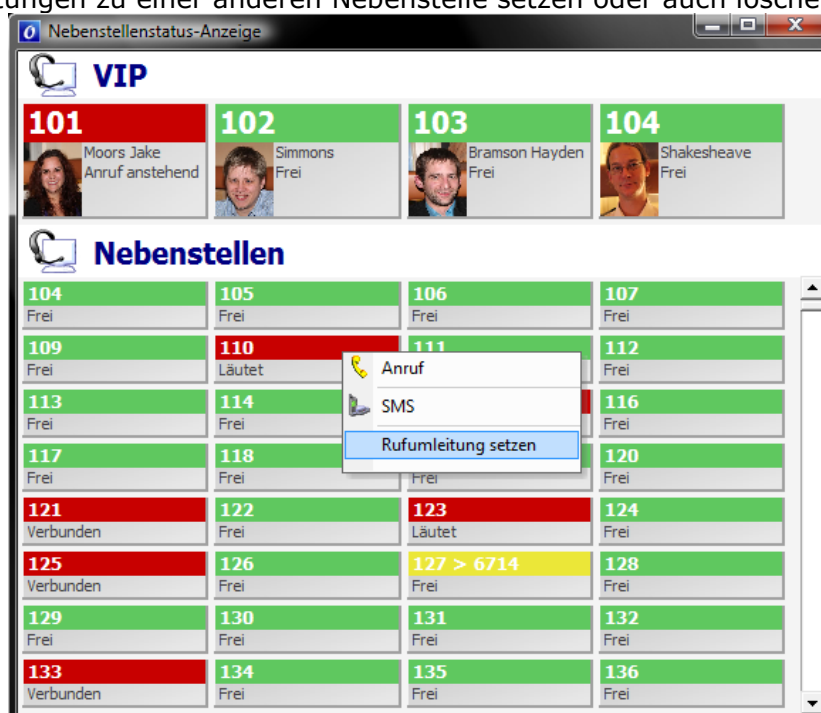 tungen zu einer anderen Nebenstelle setzen oder auch lösche
Nebenstellenstatus-Anzeige
VIP
101 102 103 104
Moors Jake Simmons Bramson Hayden Shakesheave
Anruf anstehend Frei Frei Frei
Nebenstellen
104 105 106 107
Frei Frei Frei Frei
109 110 111 112
Frei Läutet Frei
Anruf
113 114 116
Frei Frei Frei
SMS
Rufumleitung setzen
117 118 120
Frei Frei Frei Frei
121 122 123 124
Verbunden Frei Läutet Frei
125 126 127 > 6714 128
Verbunden Frei Frei Frei
129 130 131 132
Frei Frei Frei Frei
133 134 135 136
Verbunden Frei Frei Frei